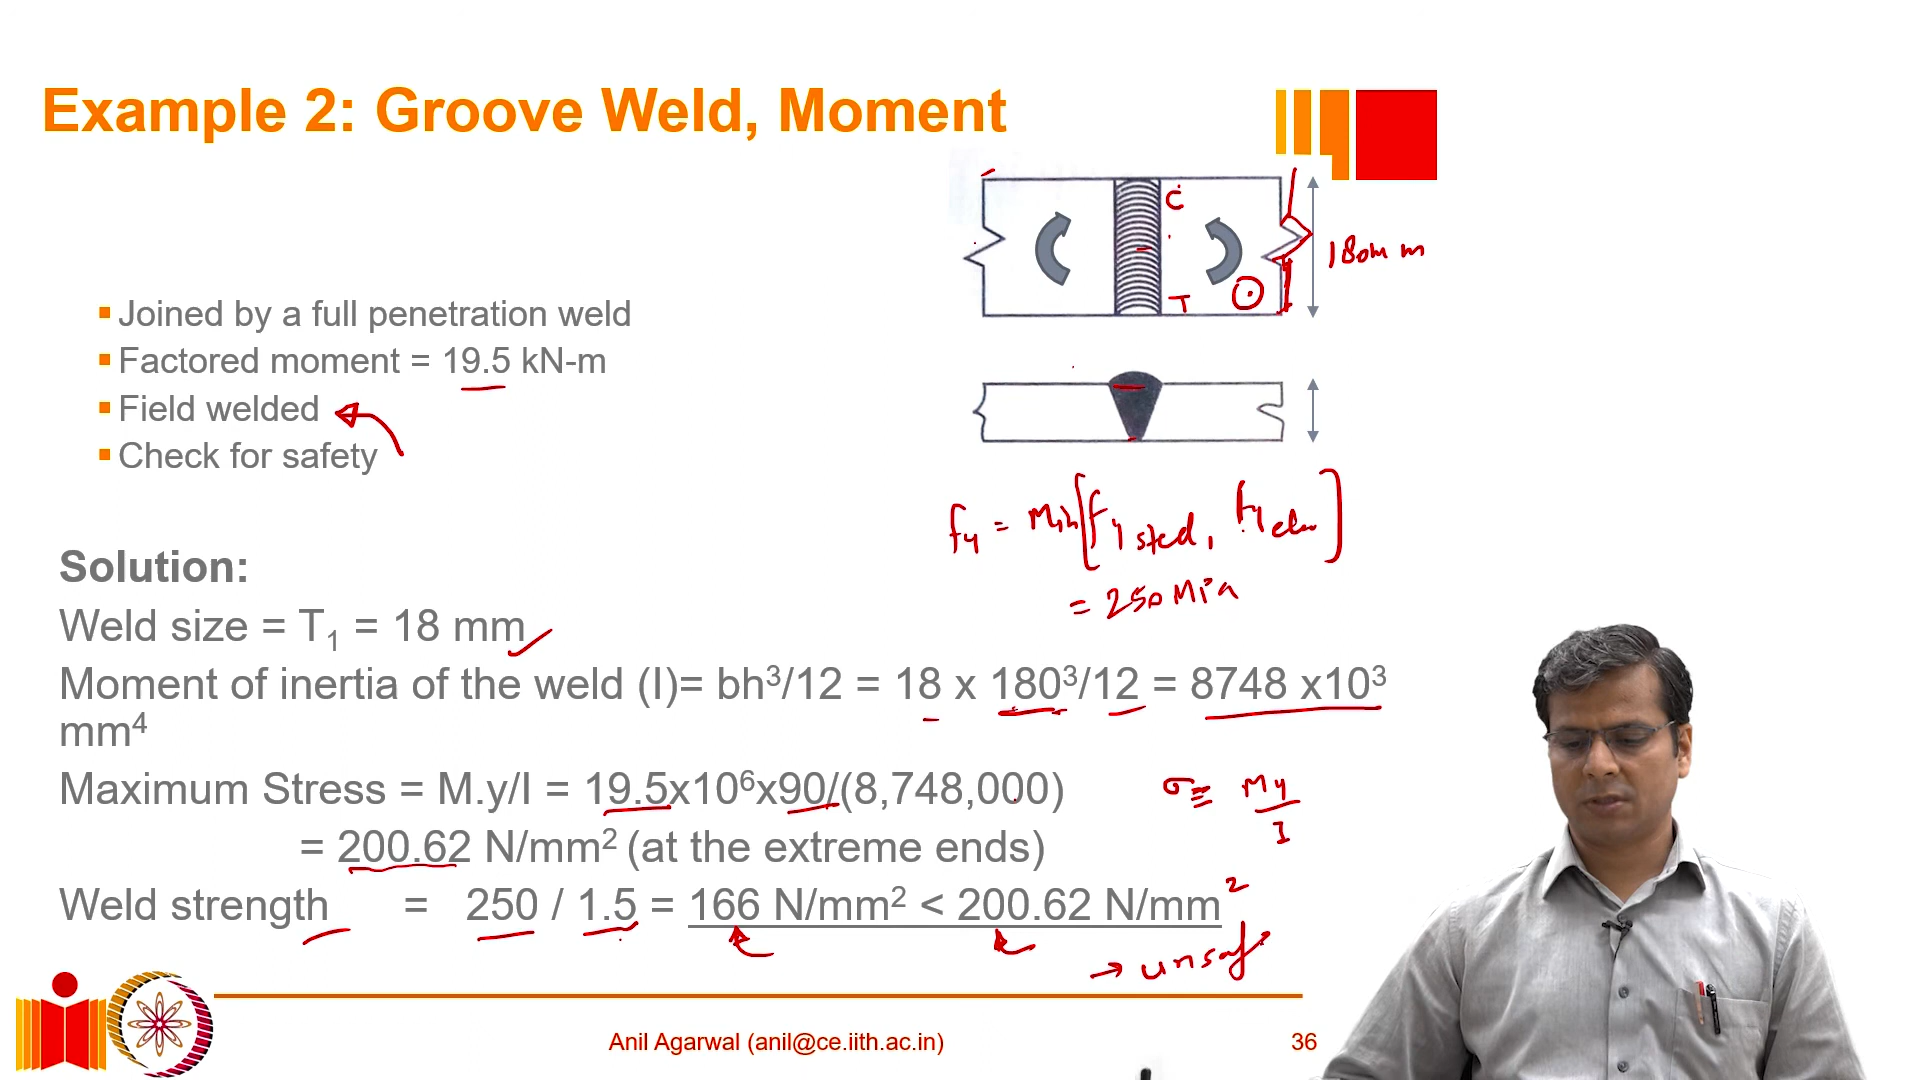 Example 2: Groove Weld, Moment
C
T
180m m
▪ Joined by a full penetration weld
▪ Factored moment = 19.5 kN-m
▪ Field welded
▪ Check for safety
fy = Min[fy steel, fy
= 250 MPa
Solution:
Weld size = T₁ = 18 mm
Moment of inertia of the weld (I)= bh³/12 = 18 x 180³/12 = 8748 x10³
mm⁴
Maximum Stress = M.y/I = 19.5x10⁶x90/(8,748,000)
σ = My/I
= 200.62 N/mm² (at the extreme ends)
Weld strength = 250 / 1.5 = 166 N/mm² < 200.62 N/mm²
→ unsaf
Anil Agarwal (anil@ce.iith.ac.in)
36